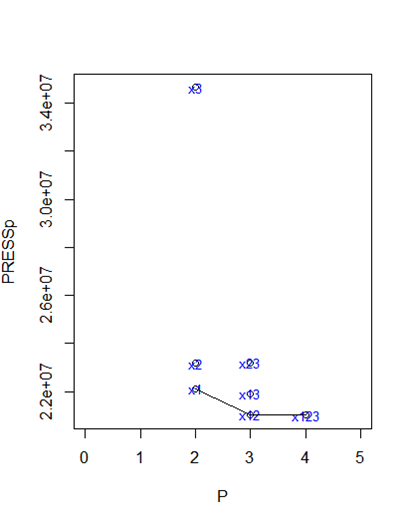 3.4e+07
x3
3.0e+07
PRESSp
2.6e+07
x2
x23
2.2e+07
x1
x13
x12
x123
0 1 2 3 4 5
P